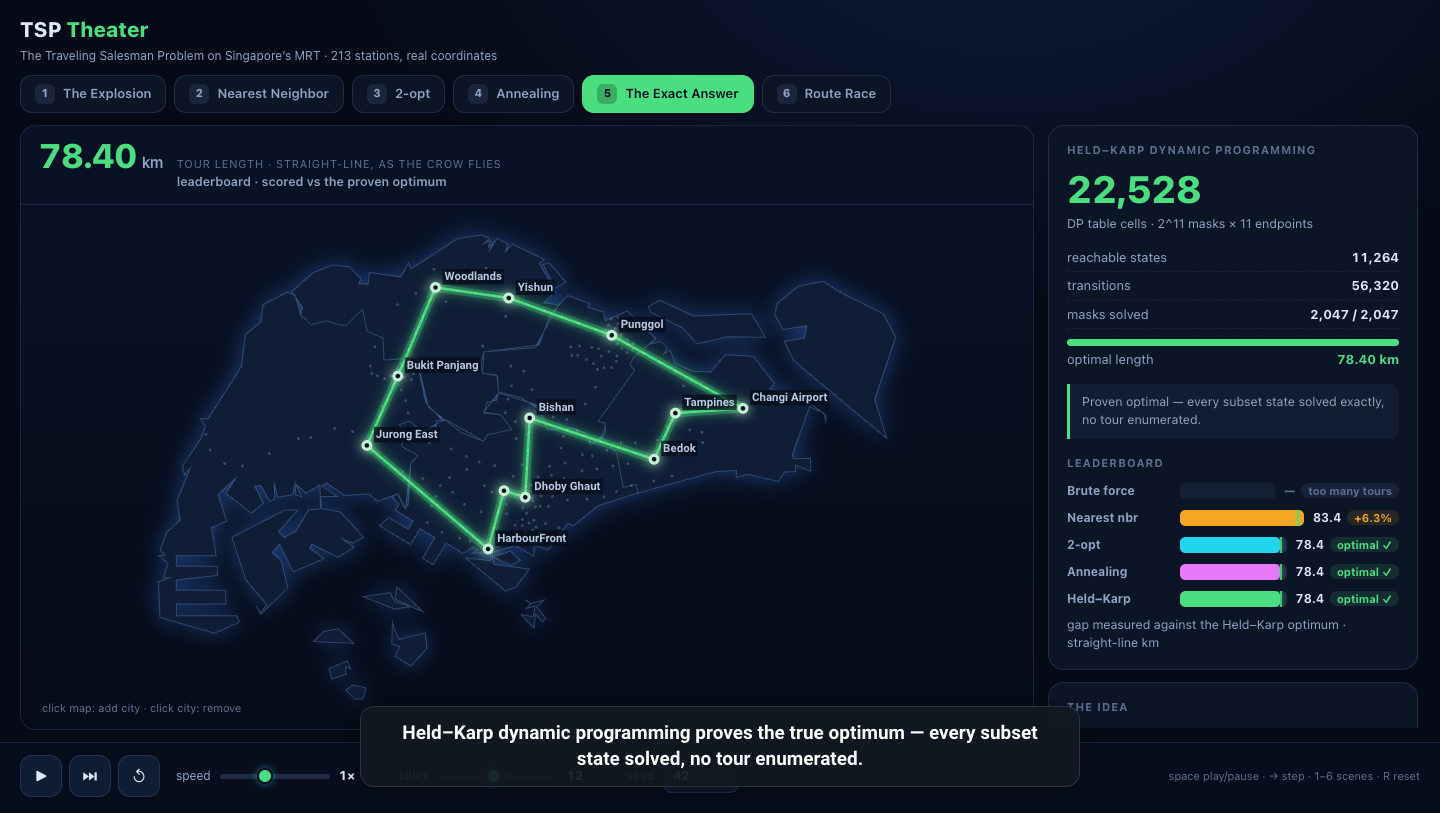 TSP Theater
The Traveling Salesman Problem on Singapore's MRT · 213 stations, real coordinates
1 The Explosion
2 Nearest Neighbor
3 2-opt
4 Annealing
5 The Exact Answer
6 Route Race
78.40 km
TOUR LENGTH · STRAIGHT-LINE, AS THE CROW FLIES
leaderboard · scored vs the proven optimum
Woodlands
Yishun
Punggol
Bukit Panjang
Changi Airport
Tampines
Bishan
Jurong East
Bedok
Dhoby Ghaut
HarbourFront
click map: add city · click city: remove
HELD–KARP DYNAMIC PROGRAMMING
22,528
DP table cells · 2^11 masks × 11 endpoints
reachable states 11,264
transitions 56,320
masks solved 2,047 / 2,047
optimal length 78.40 km
Proven optimal — every subset state solved exactly,
no tour enumerated.
LEADERBOARD
Brute force — too many tours
Nearest nbr 83.4 +6.3%
2-opt 78.4 optimal ✓
Annealing 78.4 optimal ✓
Held–Karp 78.4 optimal ✓
gap measured against the Held–Karp optimum ·
straight-line km
THE IDEA
Held–Karp dynamic programming proves the true optimum — every subset
state solved, no tour enumerated.
speed 1× cities 12 seed 42
space play/pause · → step · 1–6 scenes · R reset